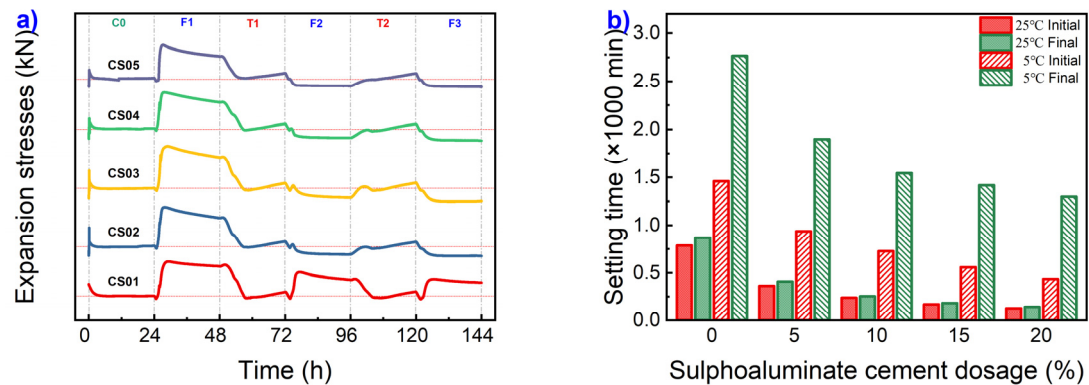 a)
C0 F1 T1 F2 T2 F3
Expansion stresses (kN)
CS05
CS04
CS03
CS02
CS01
0 24 48 72 96 120 144
Time (h)
b)
25℃ Initial
25℃ Final
5℃ Initial
5℃ Final
Setting time (×1000 min)
3.0
2.5
2.0
1.5
1.0
0.5
0.0
0 5 10 15 20
Sulphoaluminate cement dosage (%)